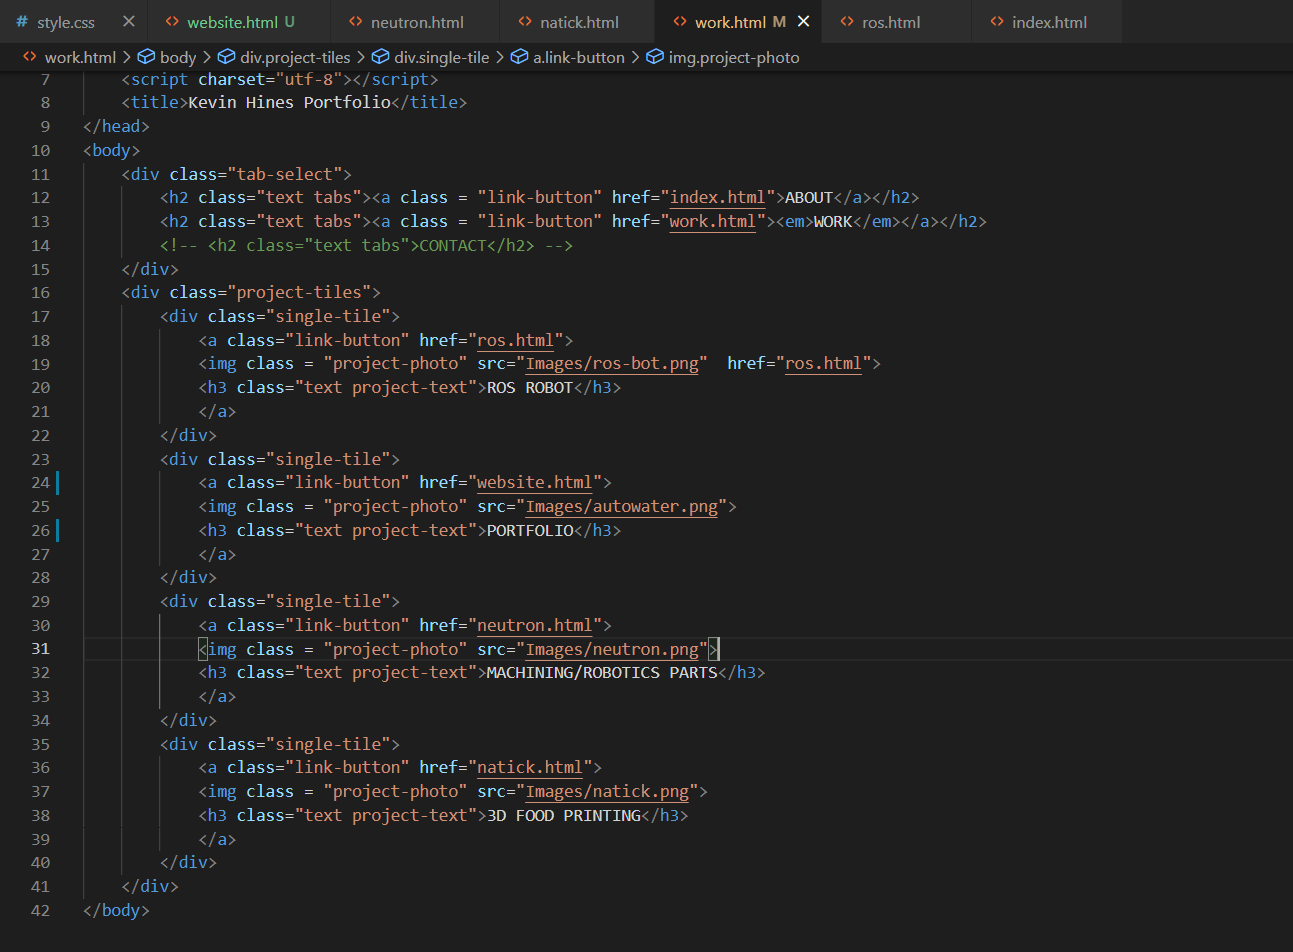 # style.css × <> website.html U <> neutron.html <> natick.html <> work.html M × <> ros.html <> index.html
<> work.html > body > div.project-tiles > div.single-tile > a.link-button > img.project-photo
7 <script charset="utf-8"></script>
8 <title>Kevin Hines Portfolio</title>
9 </head>
10 <body>
11 <div class="tab-select">
12 <h2 class="text tabs"><a class = "link-button" href="index.html">ABOUT</a></h2>
13 <h2 class="text tabs"><a class = "link-button" href="work.html"><em>WORK</em></a></h2>
14 <!-- <h2 class="text tabs">CONTACT</h2> -->
15 </div>
16 <div class="project-tiles">
17 <div class="single-tile">
18 <a class="link-button" href="ros.html">
19 <img class = "project-photo" src="Images/ros-bot.png"  href="ros.html">
20 <h3 class="text project-text">ROS ROBOT</h3>
21 </a>
22 </div>
23 <div class="single-tile">
24 <a class="link-button" href="website.html">
25 <img class = "project-photo" src="Images/autowater.png">
26 <h3 class="text project-text">PORTFOLIO</h3>
27 </a>
28 </div>
29 <div class="single-tile">
30 <a class="link-button" href="neutron.html">
31 <img class = "project-photo" src="Images/neutron.png">
32 <h3 class="text project-text">MACHINING/ROBOTICS PARTS</h3>
33 </a>
34 </div>
35 <div class="single-tile">
36 <a class="link-button" href="natick.html">
37 <img class = "project-photo" src="Images/natick.png">
38 <h3 class="text project-text">3D FOOD PRINTING</h3>
39 </a>
40 </div>
41 </div>
42 </body>